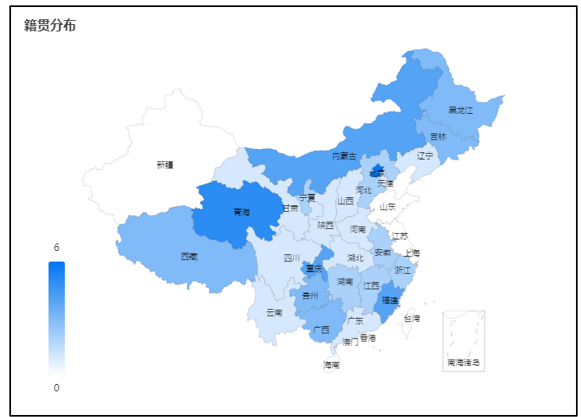 籍贯分布
黑龙江
吉林
辽宁
内蒙古
北京
天津
河北
新疆
宁夏
山西
山东
青海
甘肃
陕西
河南
江苏
西藏
四川
重庆
湖北
安徽
上海
浙江
6
贵州
湖南
江西
福建
云南
广西
广东
台湾
澳门
香港
海南
南海诸岛
0